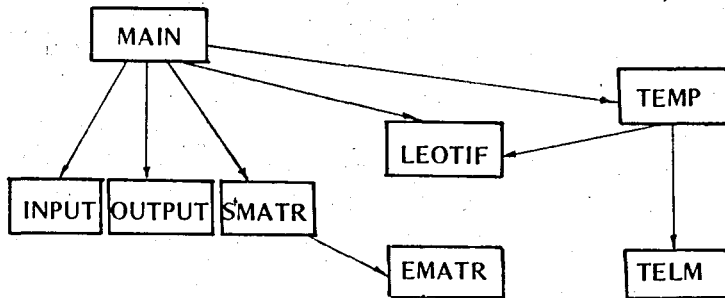 MAIN
TEMP
LEOTIF
INPUT OUTPUT SMATR
EMATR TELM